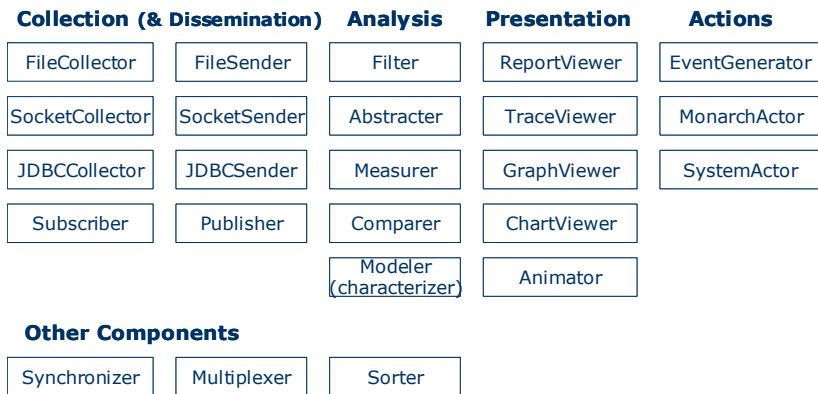 Collection (& Dissemination) Analysis Presentation Actions
FileCollector FileSender Filter ReportViewer EventGenerator
SocketCollector SocketSender Abstracter TraceViewer MonarchActor
JDBCCollector JDBCSender Measurer GraphViewer SystemActor
Subscriber Publisher Comparer ChartViewer
Modeler
(characterizer) Animator
Other Components
Synchronizer Multiplexer Sorter